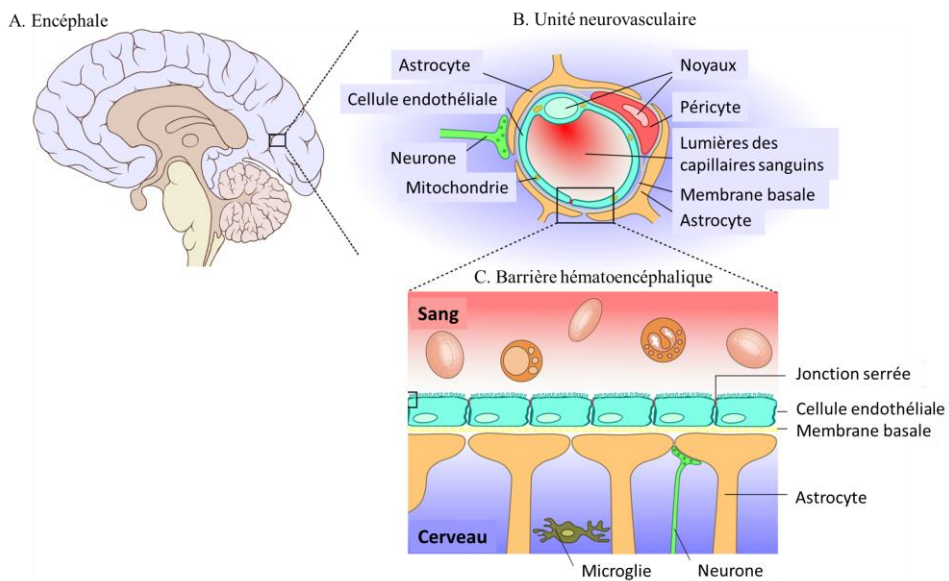 A. Encéphale
B. Unité neurovasculaire
Astrocyte
Cellule endothéliale
Neurone
Mitochondrie
Noyaux
Péricyte
Lumières des
capillaires sanguins
Membrane basale
Astrocyte
C. Barrière hématoencéphalique
Sang
Jonction serrée
Cellule endothéliale
Membrane basale
Astrocyte
Cerveau
Microglie
Neurone